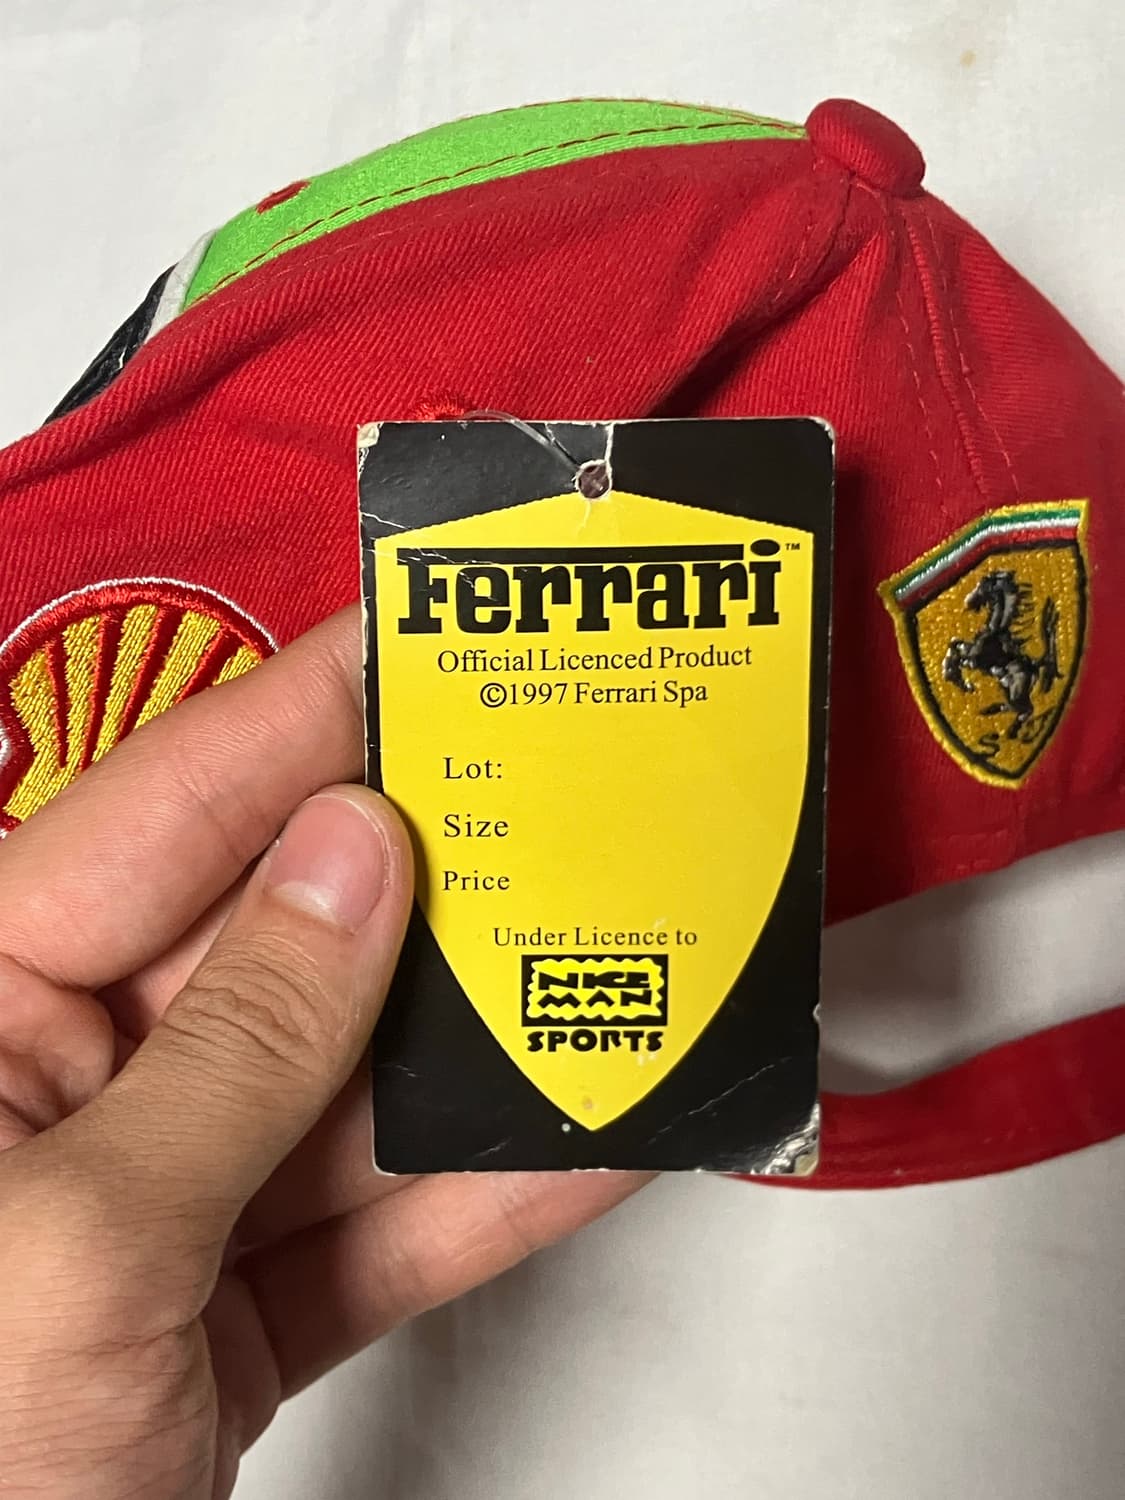 Ferrari™
Official Licenced Product
©1997 Ferrari Spa
Lot:
Size
Price
Under Licence to
NICE
MAN
SPORTS
S